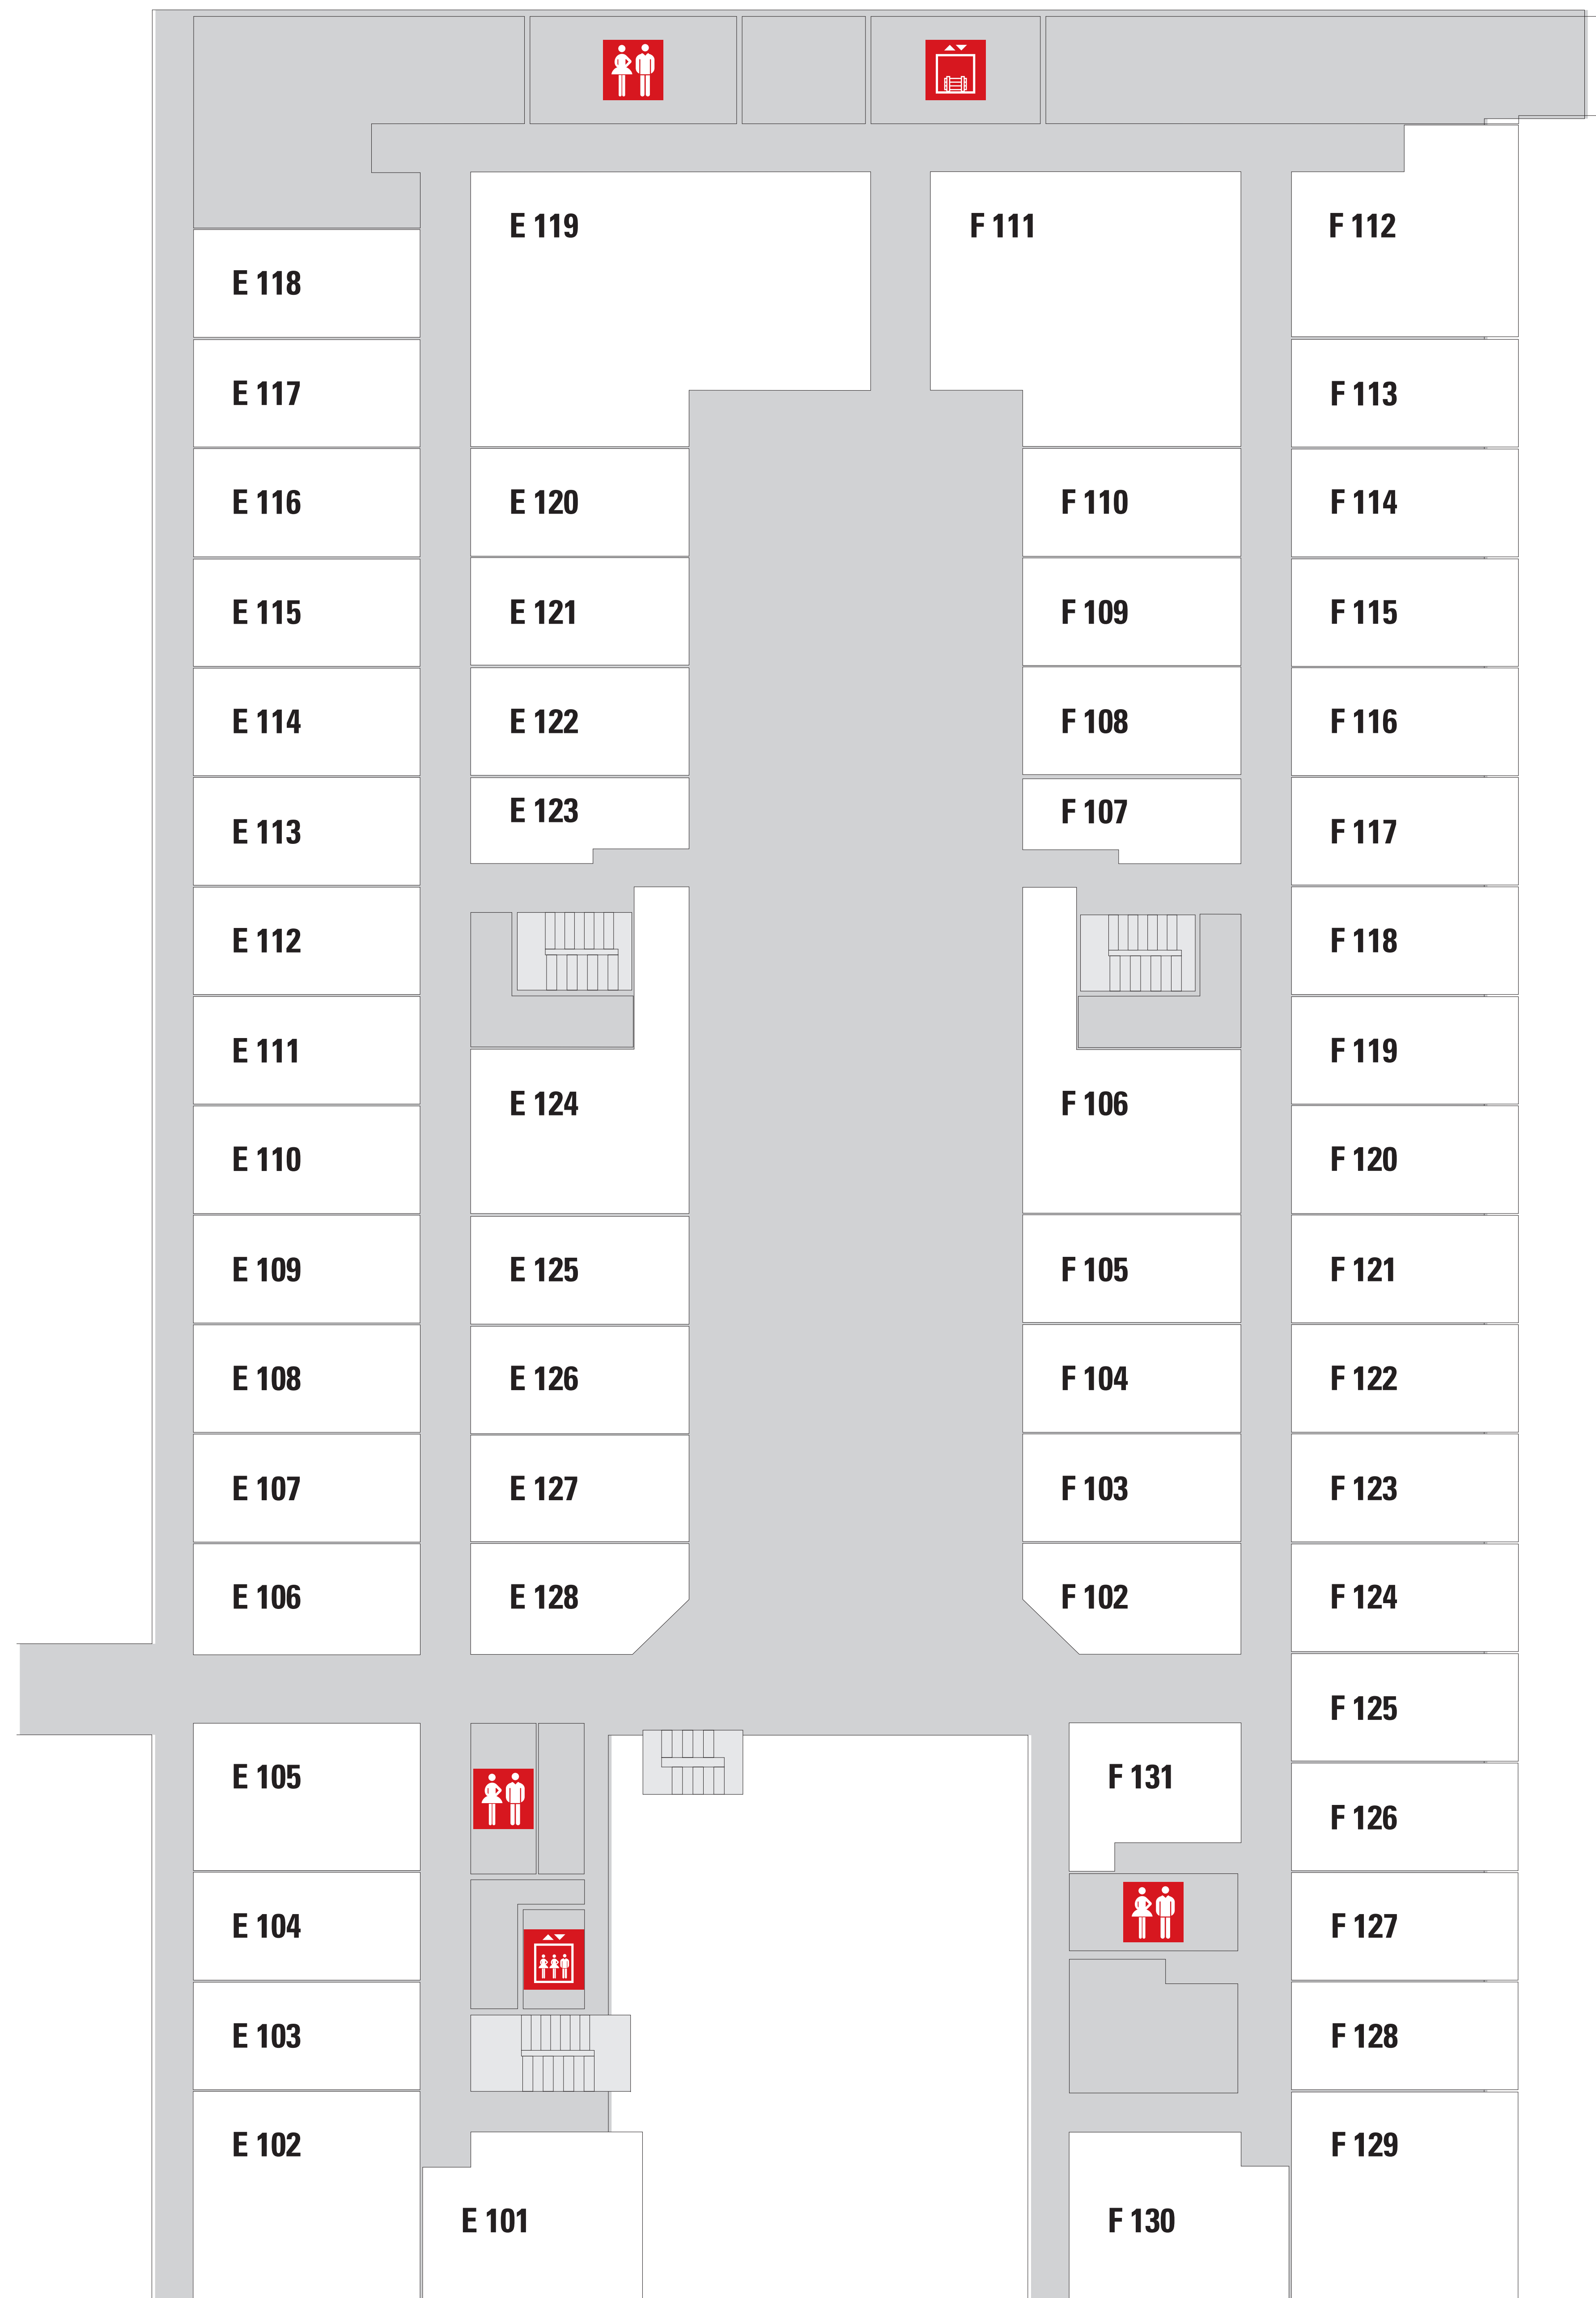 E 119
F 111
F 112
E 118
E 117
F 113
E 116
E 120
F 110
F 114
E 115
E 121
F 109
F 115
E 114
E 122
F 108
F 116
E 113
E 123
F 107
F 117
E 112
F 118
E 111
F 119
E 124
F 106
E 110
F 120
E 109
E 125
F 105
F 121
E 108
E 126
F 104
F 122
E 107
E 127
F 103
F 123
E 106
E 128
F 102
F 124
F 125
E 105
F 131
F 126
E 104
F 127
E 103
F 128
E 102
F 129
E 101
F 130